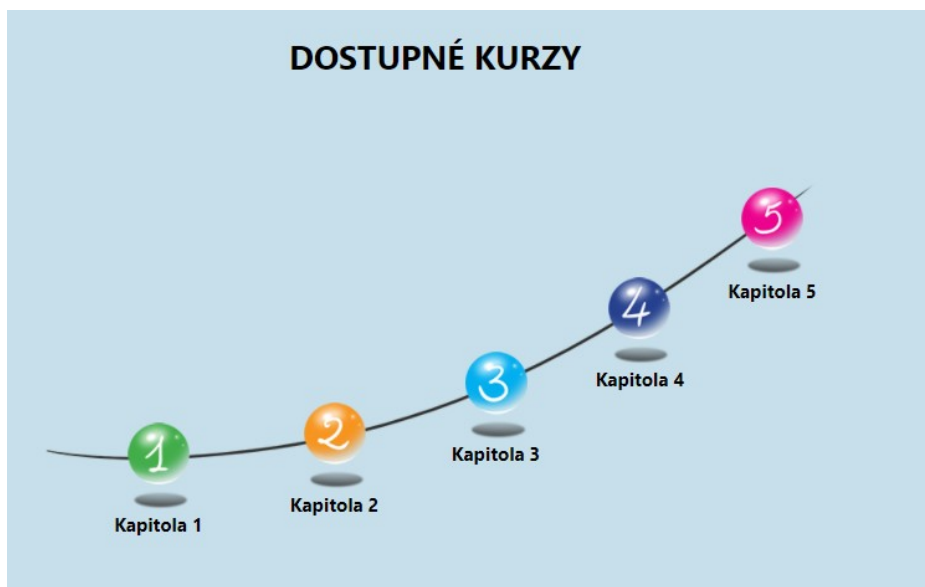 DOSTUPNÉ KURZY
5
Kapitola 5
4
Kapitola 4
3
Kapitola 3
2
Kapitola 2
1
Kapitola 1